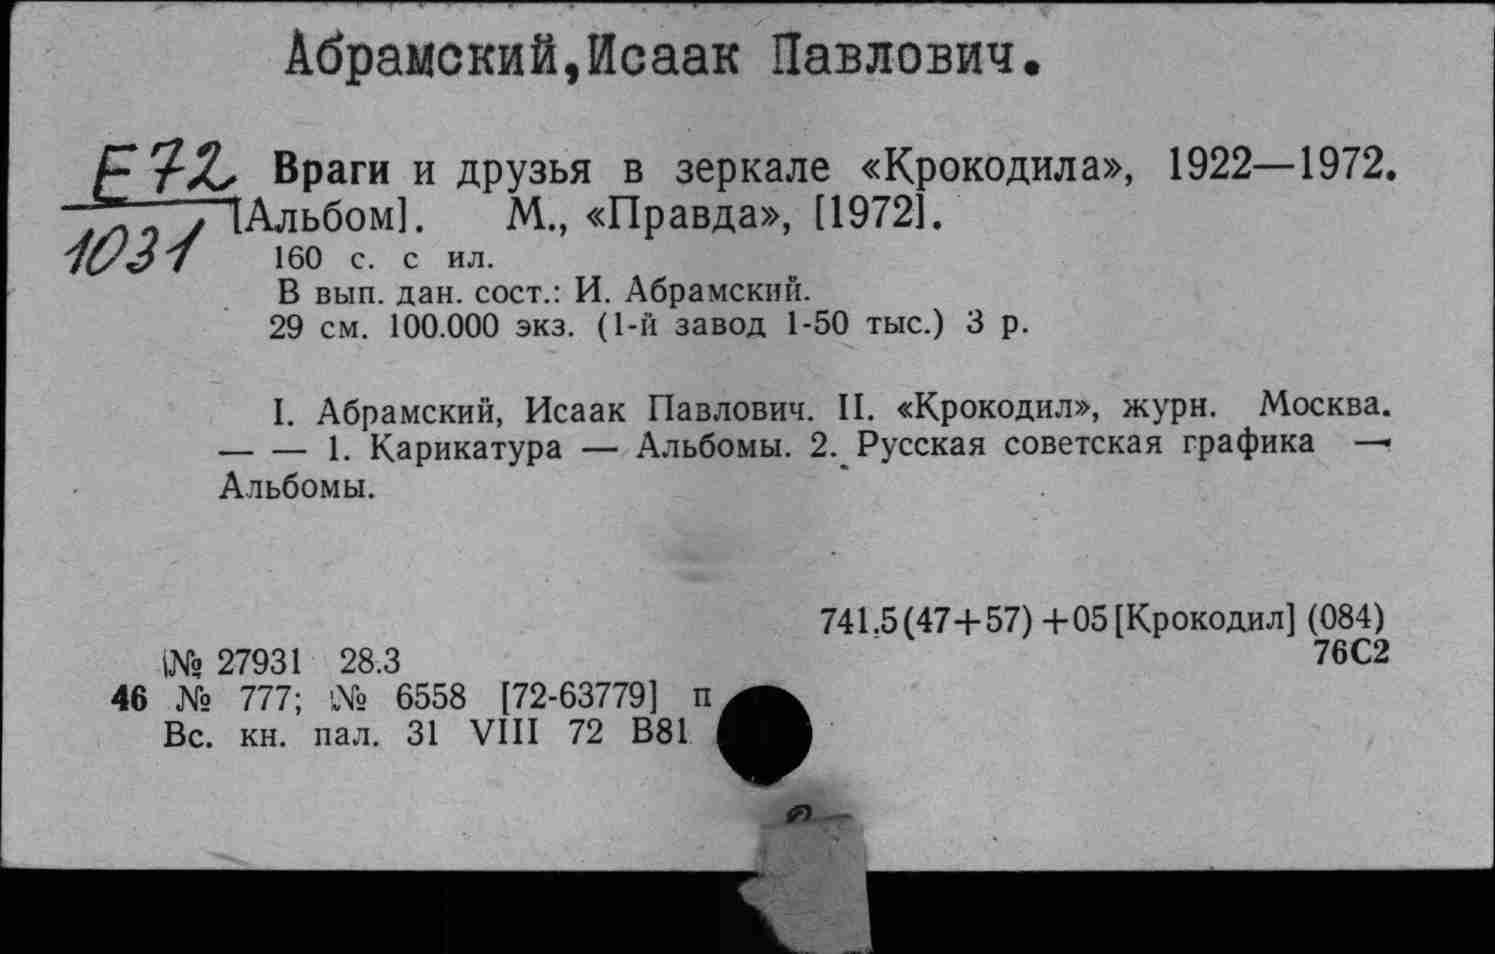 Абрамский,Исаак Павлович.
Е72 Враги и друзья в зеркале «Крокодила», 1922—1972.
[Альбом]. М., «Правда», [1972].
1031 160 с. с ил.
В вып. дан. сост.: И. Абрамский.
29 см. 100.000 экз. (1-й завод 1-50 тыс.) 3 р.
I. Абрамский, Исаак Павлович. II. «Крокодил», журн. Москва.
— — 1. Карикатура — Альбомы. 2. Русская советская графика —
Альбомы.
741.5(47+57)+05[Крокодил] (084)
76С2
№ 27931 28.3
46 № 777; № 6558 [72-63779] п
Вс. кн. пал. 31 VIII 72 В81